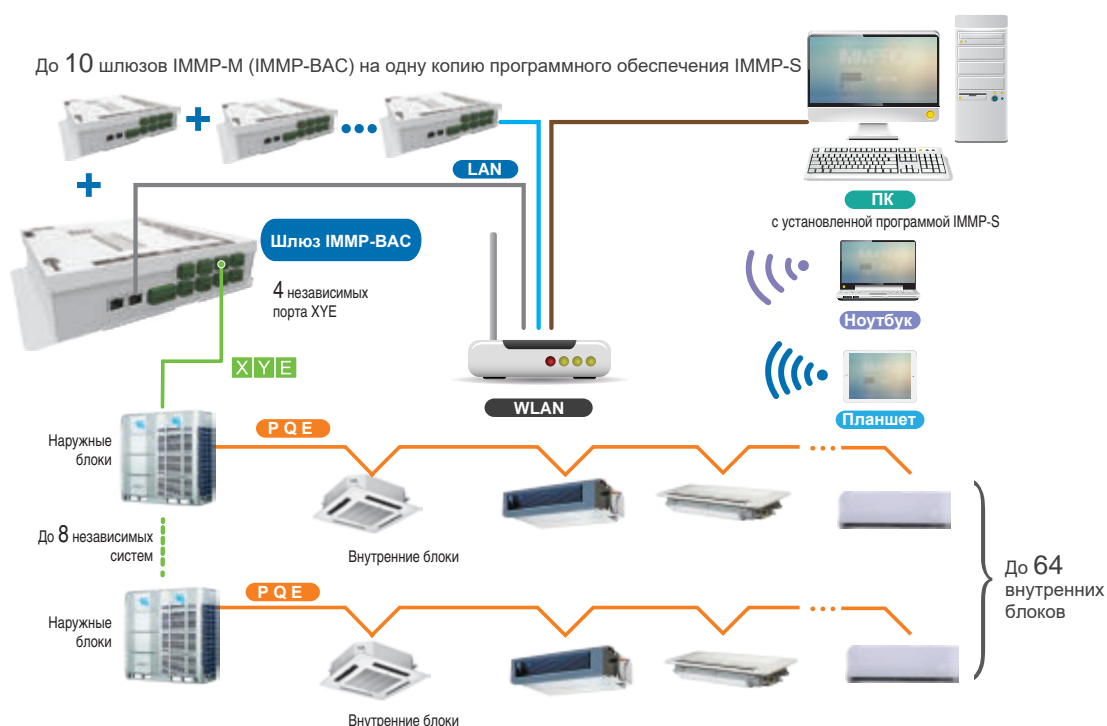 До 10 шлюзов IMMP-M (IMMP-BAC) на одну копию программного обеспечения IMMP-S
LAN
ПК
с установленной программой IMMP-S
Шлюз IMMP-BAC
4 независимых
порта XYE
Ноутбук
X Y E
WLAN
Планшет
Наружные
блоки
P Q E
До 8 независимых
систем
Внутренние блоки
До 64
внутренних
блоков
Наружные
блоки
P Q E
Внутренние блоки